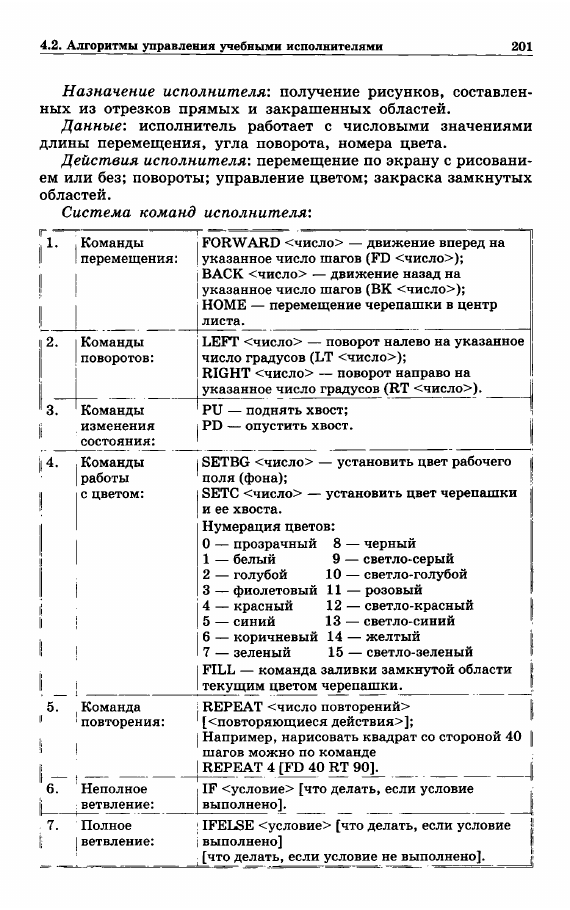 4.2. Алгоритмы управления учебными исполнителями 201
Назначение исполнителя: получение рисунков, составлен-
ных из отрезков прямых и закрашенных областей.
Данные: исполнитель работает с числовыми значениями
длины перемещения, угла поворота, номера цвета.
Действия исполнителя: перемещение по экрану с рисовани-
ем или без; повороты; управление цветом; закраска замкнутых
областей.
Система команд исполнителя:
1. Команды FORWARD <число> — движение вперед на
перемещения: указанное число шагов (FD <число>);
BACK <число> — движение назад на
указанное число шагов (BK <число>);
HOME — перемещение черепашки в центр
листа.
2. Команды LEFT <число> — поворот налево на указанное
поворотов: число градусов (LT <число>);
RIGHT <число> — поворот направо на
указанное число градусов (RT <число>).
3. Команды PU — поднять хвост;
изменения PD — опустить хвост.
состояния:
4. Команды SETBG <число> — установить цвет рабочего
работы поля (фона);
с цветом: SETC <число> — установить цвет черепашки
и ее хвоста.
Нумерация цветов:
0 — прозрачный 8 — черный
1 — белый 9 — светло-серый
2 — голубой 10 — светло-голубой
3 — фиолетовый 11 — розовый
4 — красный 12 — светло-красный
5 — синий 13 — светло-синий
6 — коричневый 14 — желтый
7 — зеленый 15 — светло-зеленый
FILL — команда заливки замкнутой области
текущим цветом черепашки.
5. Команда REPEAT <число повторений>
повторения: [<повторяющиеся действия>];
Например, нарисовать квадрат со стороной 40
шагов можно по команде
REPEAT 4 [FD 40 RT 90].
6. Неполное IF <условие> [что делать, если условие
ветвление: выполнено].
7. Полное IFELSE <условие> [что делать, если условие
ветвление: выполнено]
[что делать, если условие не выполнено].